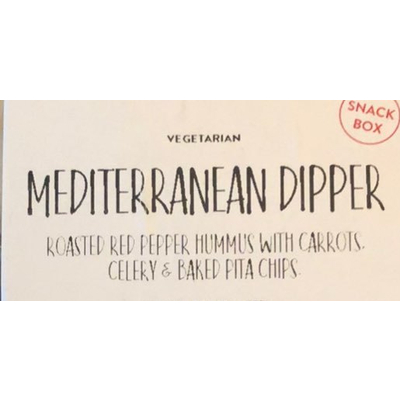 SNACK
BOX
VEGETARIAN
MEDITERRANEAN DIPPER
ROASTED RED PEPPER HUMMUS WITH CARROTS,
CELERY & BAKED PITA CHIPS.